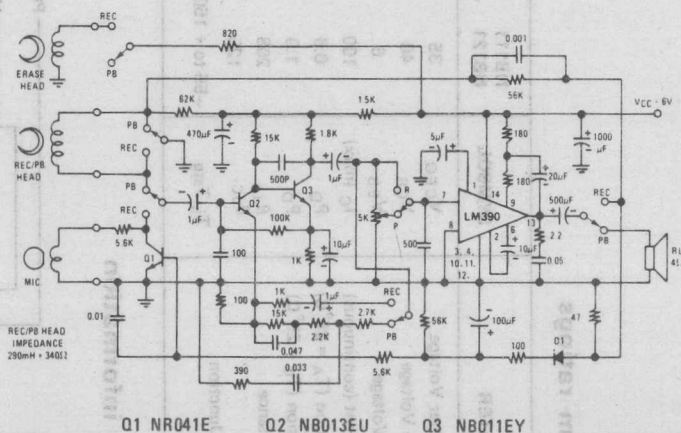 REC
820
0.001
PB
56K
ERASE
HEAD
62K
1.5K
VCC - 6V
PB
470µF
15K
1.8K
5µF
180
1000
µF
REC
500P
1µF
180
20µF
REC/PB
HEAD
PB
Q3
R
1
14
9
500µF
REC
REC
1µF
Q2
5K
P
7
LM390
13
PB
5.6K
100K
8
2
6
2.2
RL
4Ω
Q1
100
1K
10µF
500
3, 4,
10, 11,
12,
10µF
0.05
MIC
0.01
100
1K
1µF
REC
15K
2.7K
PB
56K
100µF
47
REC/PB HEAD
IMPEDANCE
290mH + 340Ω
2.2K
0.047
100
D1
390
0.033
5.6K
Q1 NR041E
Q2 NB013EU
Q3 NB011EY